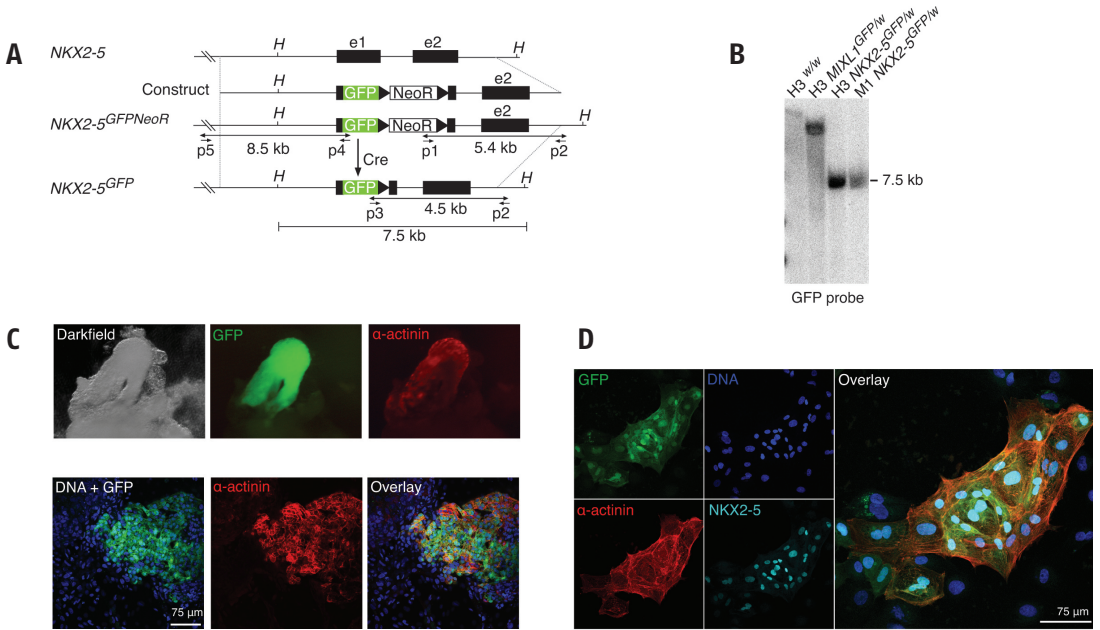 A
NKX2-5
H
e1
e2
H
Construct
H
GFP
NeoR
e2
NKX2-5GFPNeoR
H
GFP
NeoR
e2
H
p5
8.5 kb
p4
p1
5.4 kb
p2
Cre
NKX2-5GFP
H
GFP
H
4.5 kb
p3
p2
7.5 kb
B
H3 w/w
H3 MIXL1GFP/w
H3 NKX2-5GFP/w
M1 NKX2-5GFP/w
7.5 kb
GFP probe
C
Darkfield
GFP
α-actinin
DNA + GFP
α-actinin
Overlay
75 µm
D
GFP
DNA
Overlay
α-actinin
NKX2-5
75 µm